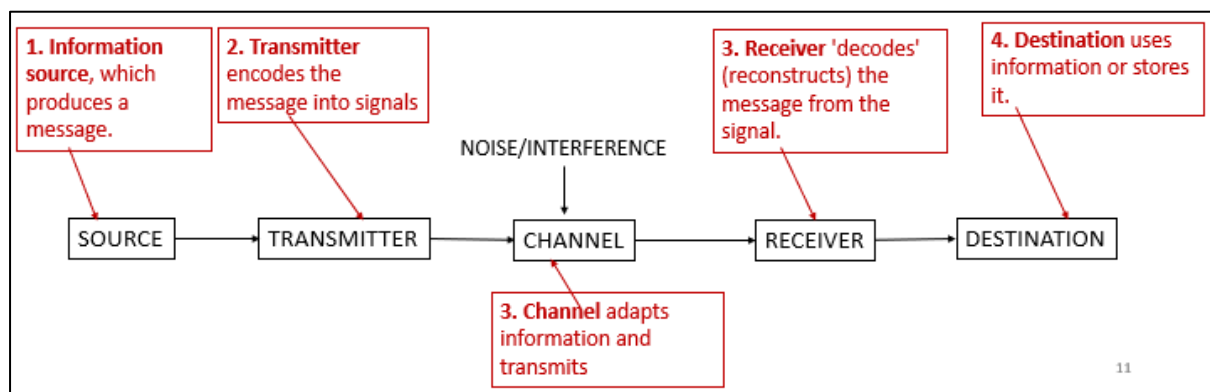 1. Information
source, which
produces a
message.
2. Transmitter
encodes the
message into signals
3. Receiver 'decodes'
(reconstructs) the
message from the
signal.
4. Destination uses
information or stores
it.
NOISE/INTERFERENCE
SOURCE
TRANSMITTER
CHANNEL
RECEIVER
DESTINATION
3. Channel adapts
information and
transmits
11